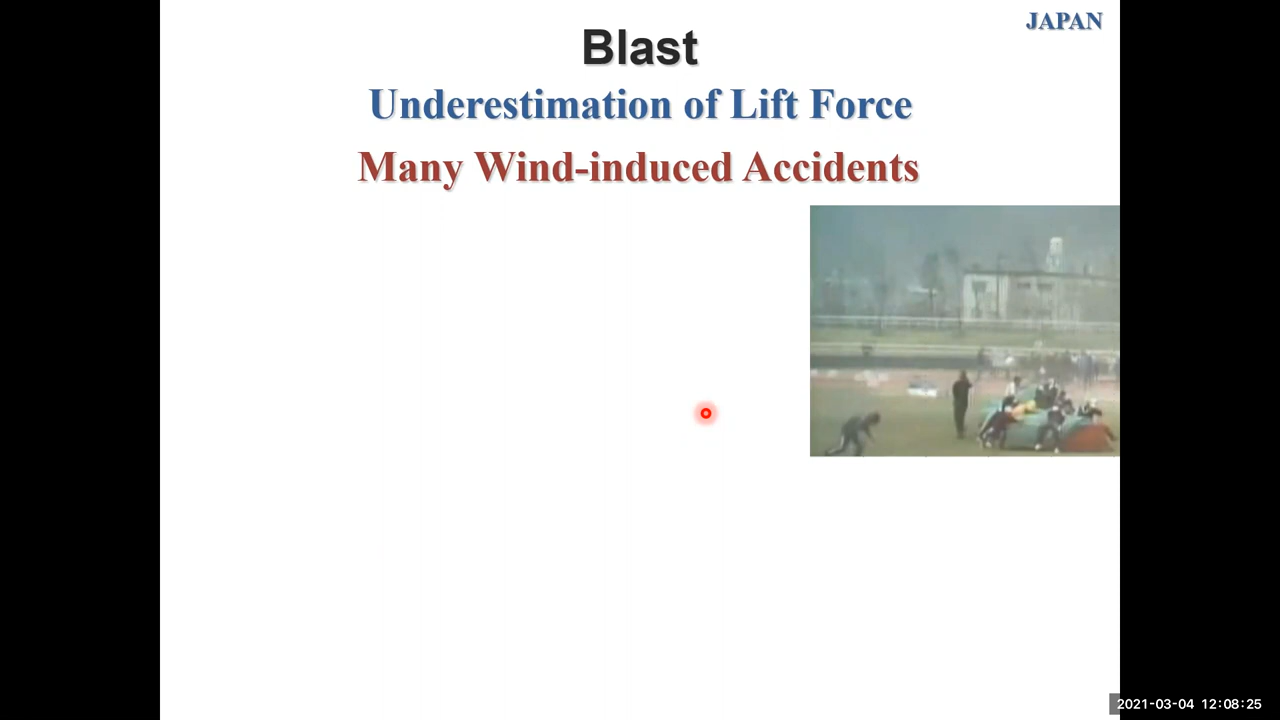 JAPAN
Blast
Underestimation of Lift Force
Many Wind-induced Accidents
2021-03-04 12:08:25